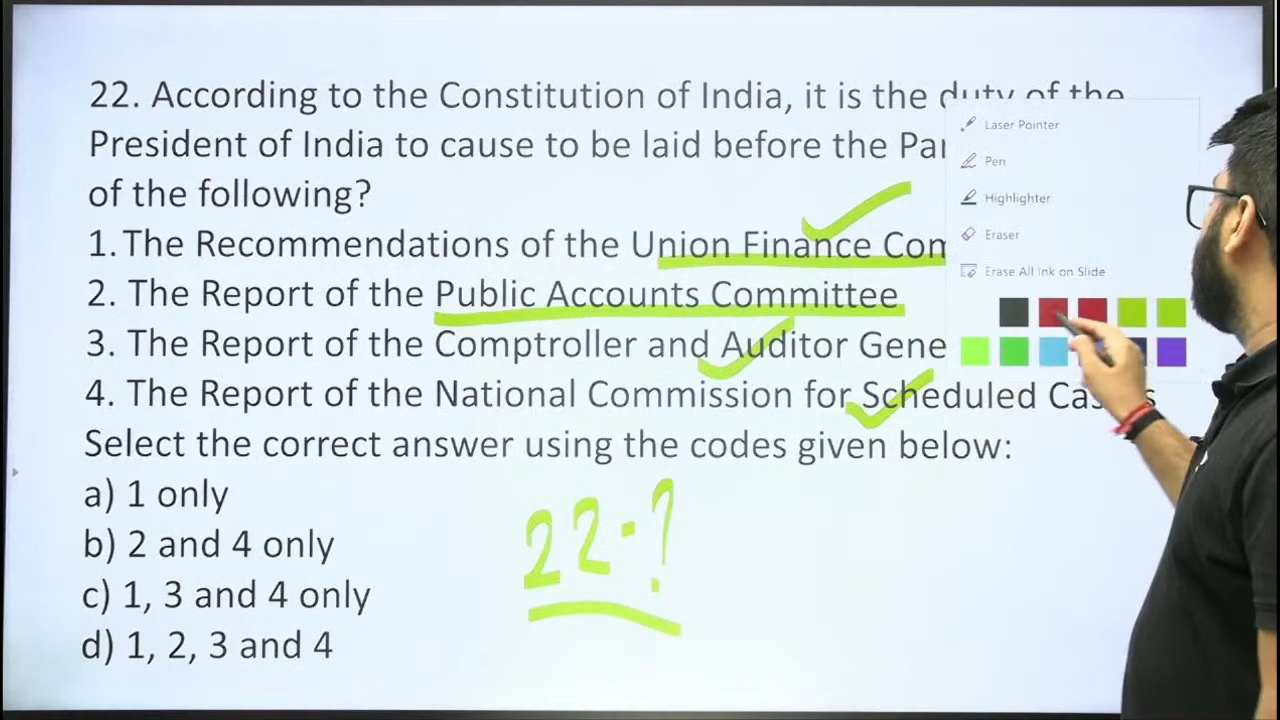 22. According to the Constitution of India, it is the duty of the
President of India to cause to be laid before the
of the following?
1. The Recommendations of the Union Finance
2. The Report of the Public Accounts Committee
3. The Report of the Comptroller and Auditor
4. The Report of the National Commission for Scheduled
Select the correct answer using the codes given below:
a) 1 only
b) 2 and 4 only
c) 1, 3 and 4 only
d) 1, 2, 3 and 4
22.?
Laser Pointer
Pen
Highlighter
Eraser
Erase All Ink on Slide